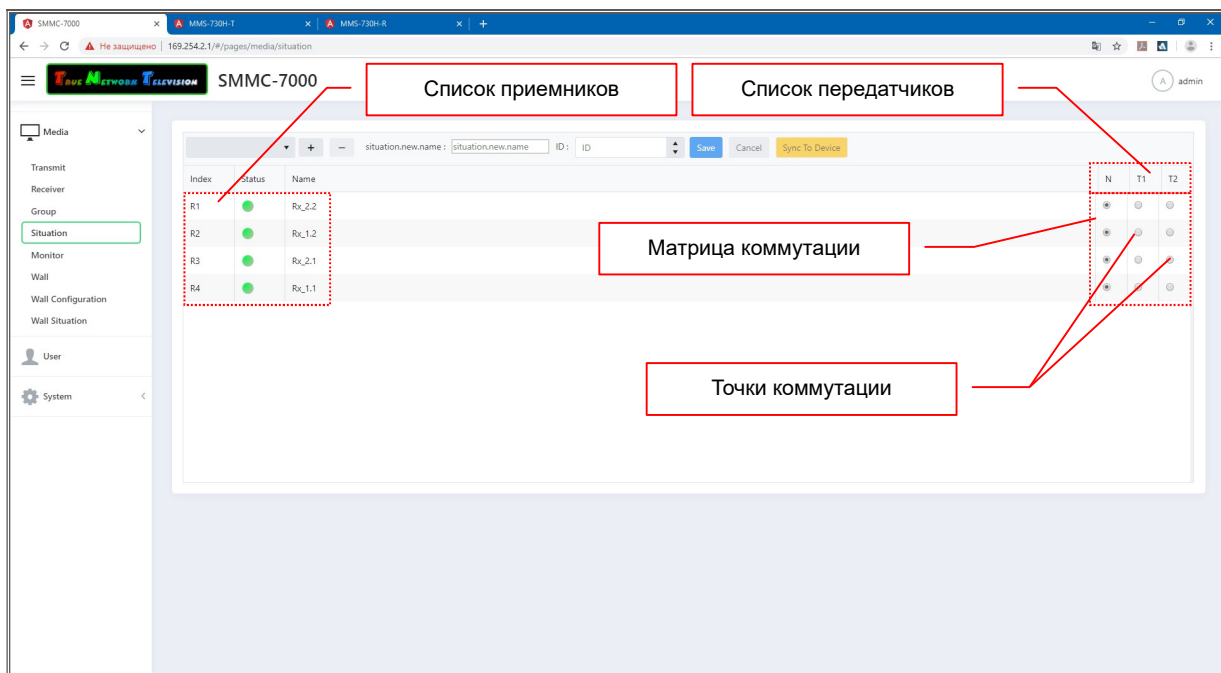 SMMC-7000
MMS-730H-T
MMS-730H-R
Не защищено
169.254.2.1/#/pages/media/situation
True Network Television
SMMC-7000
Список приемников
Список передатчиков
A
admin
Media
Transmit
Receiver
Group
Situation
Monitor
Wall
Wall Configuration
Wall Situation
User
System
+ − situation.new.name : situation.new.name ID : ID Save Cancel Sync To Device
Index Status Name N T1 T2
R1 Rx_2.2
R2 Rx_1.2
R3 Rx_2.1
R4 Rx_1.1
Матрица коммутации
Точки коммутации